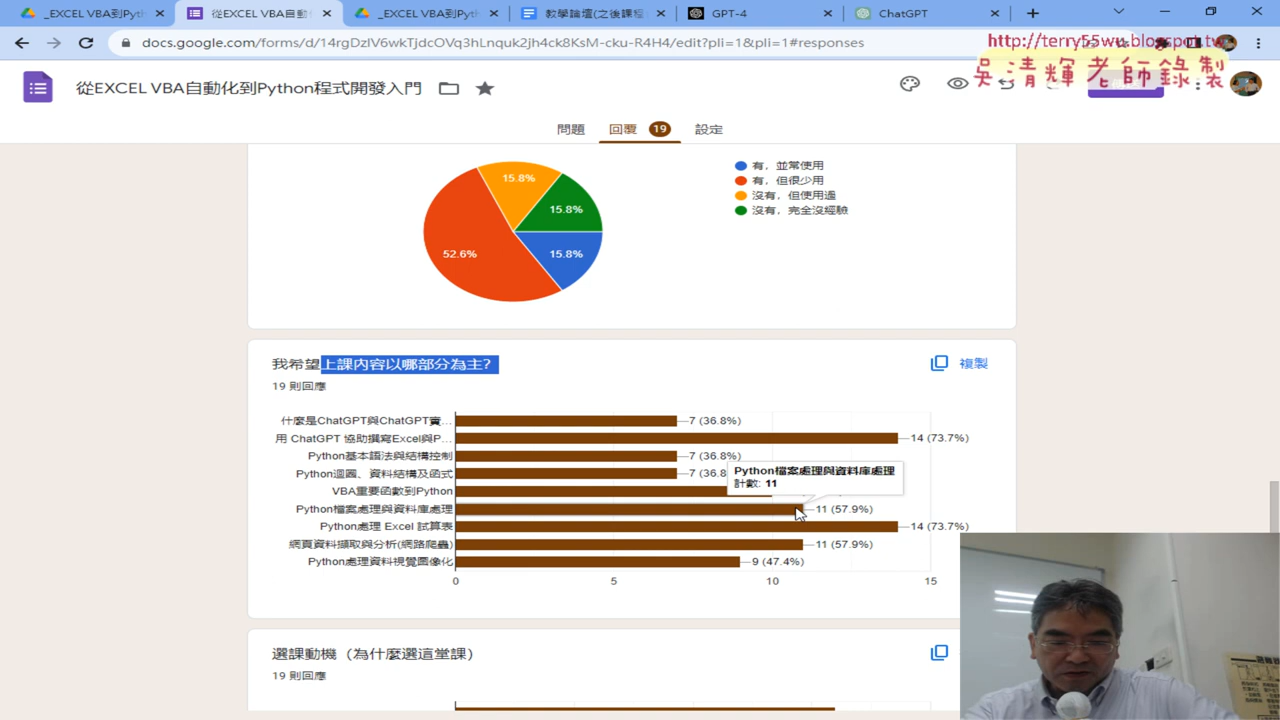 _EXCEL VBA到Pyth
從EXCEL VBA自動化
_EXCEL VBA到Pyth
教學論壇(之後課程
GPT-4
ChatGPT
docs.google.com/forms/d/14rgDzIV6wkTjdcOVq3hLnquk2jh4ck8KsM-cku-R4H4/edit?pli=1&pli=1#responses
http://terry55wu.blogspot.tw
吳清輝老師錄製
從EXCEL VBA自動化到Python程式開發入門
問題
回覆 19
設定
15.8%
15.8%
52.6%
15.8%
有，並常使用
有，但很少用
沒有，但使用過
沒有，完全沒經驗
我希望上課內容以哪部分為主?
複製
19 則回應
什麼是ChatGPT與ChatGPT實...
7 (36.8%)
用 ChatGPT 協助撰寫Excel與P...
14 (73.7%)
Python基本語法與結構控制
7 (36.8%)
Python迴圈、資料結構及函式
7 (36.8
Python檔案處理與資料庫處理
計數: 11
VBA重要函數到Python
Python檔案處理與資料庫處理
11 (57.9%)
Python處理 Excel 試算表
14 (73.7%)
網頁資料擷取與分析(網路爬蟲)
11 (57.9%)
Python處理資料視覺圖像化
9 (47.4%)
0
5
10
15
選課動機（為什麼選這堂課）
19 則回應